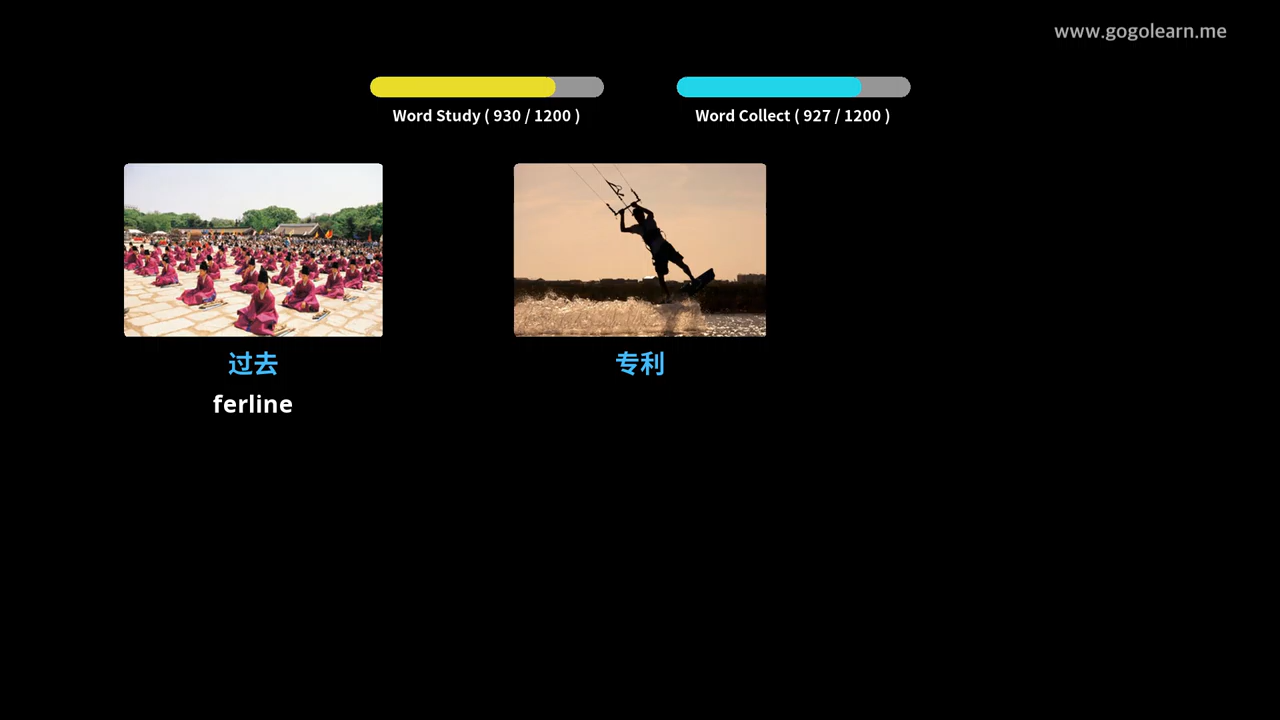 www.gogolearn.me
Word Study ( 930 / 1200 )
Word Collect ( 927 / 1200 )
过去
专利
ferline